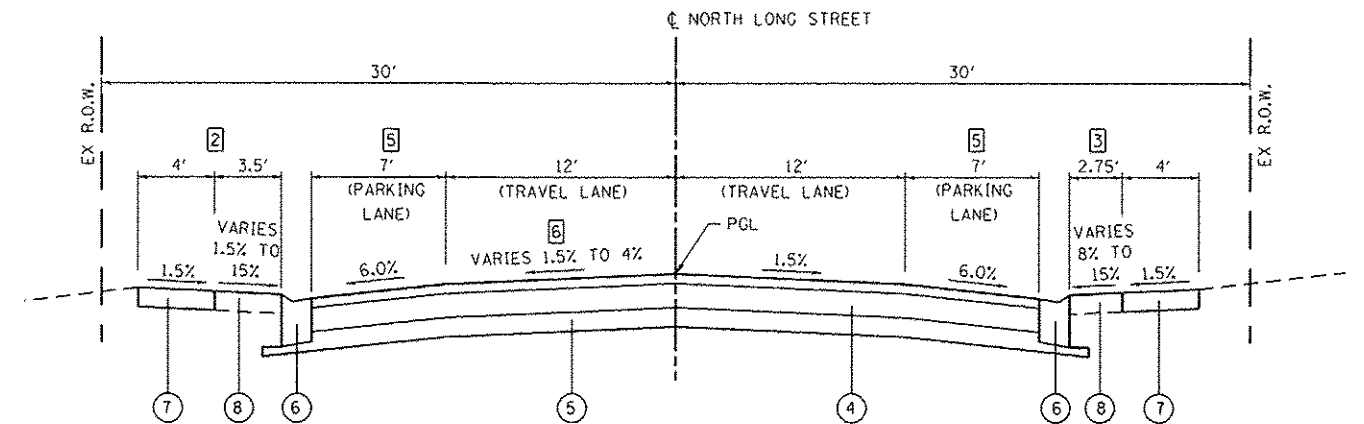 ℄ NORTH LONG STREET
30'
30'
EX R.O.W.
EX R.O.W.
2
5
5
3
4'
3.5'
7'
12'
12'
7'
2.75'
4'
(PARKING
LANE)
(TRAVEL LANE)
(TRAVEL LANE)
(PARKING
LANE)
VARIES
1.5% TO
15%
6
VARIES 1.5% TO 4%
PGL
VARIES
8% TO
15%
1.5%
6.0%
1.5%
6.0%
1.5%
7
8
6
5
4
6
8
7